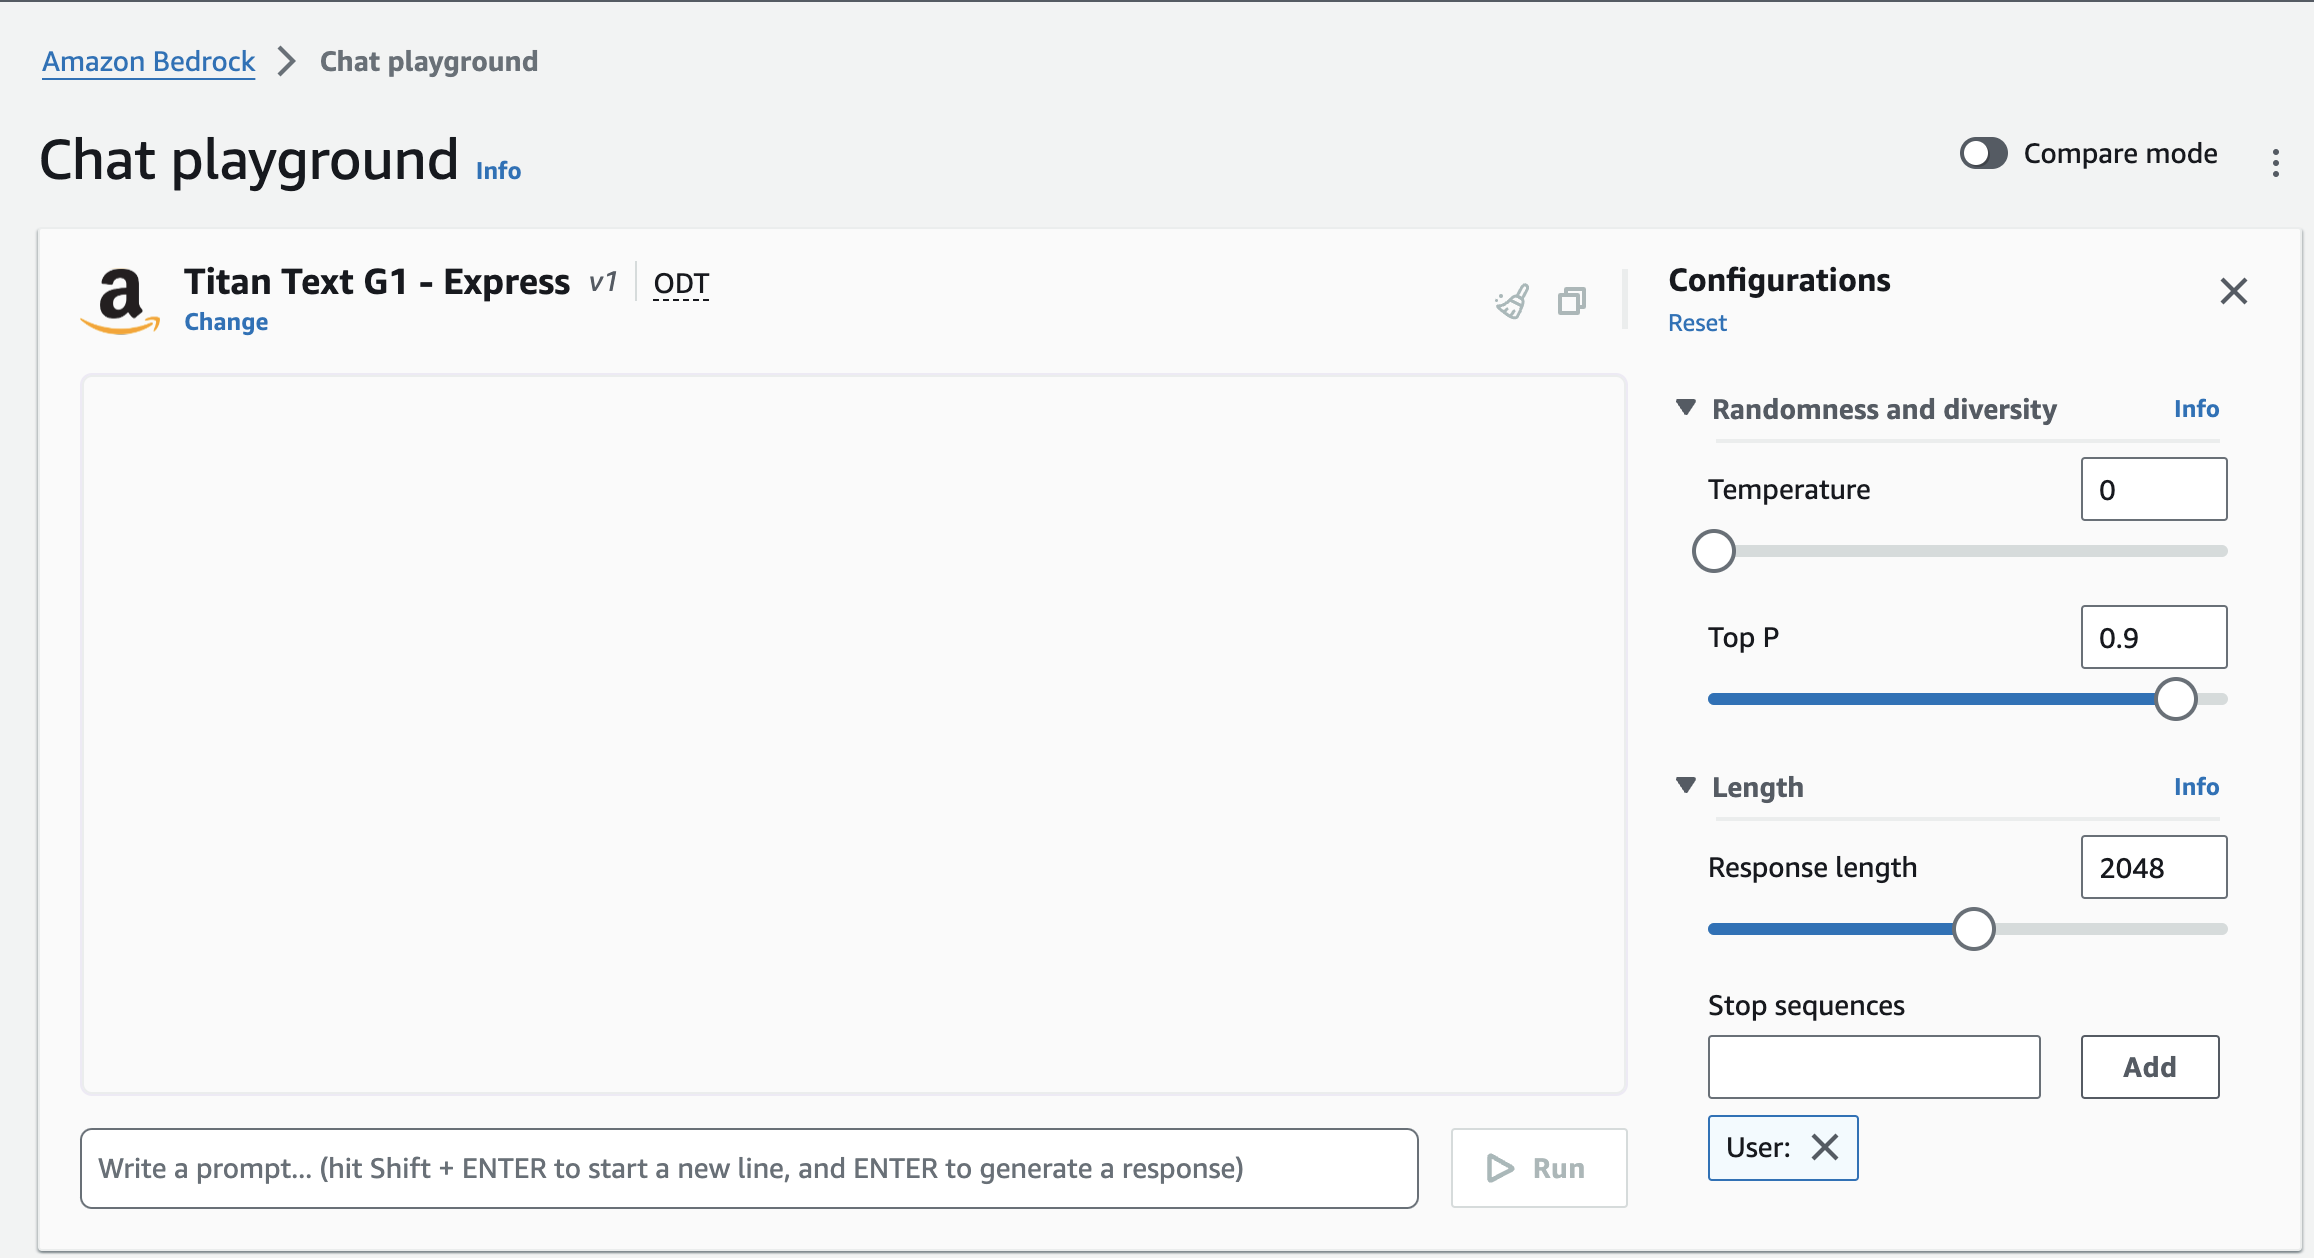 Amazon Bedrock > Chat playground
Chat playground Info
Compare mode
Titan Text G1 - Express v1 | ODT
Change
Configurations
Reset
Randomness and diversity Info
Temperature 0
Top P 0.9
Length Info
Response length 2048
Stop sequences
Add
User:
Write a prompt... (hit Shift + ENTER to start a new line, and ENTER to generate a response)
Run